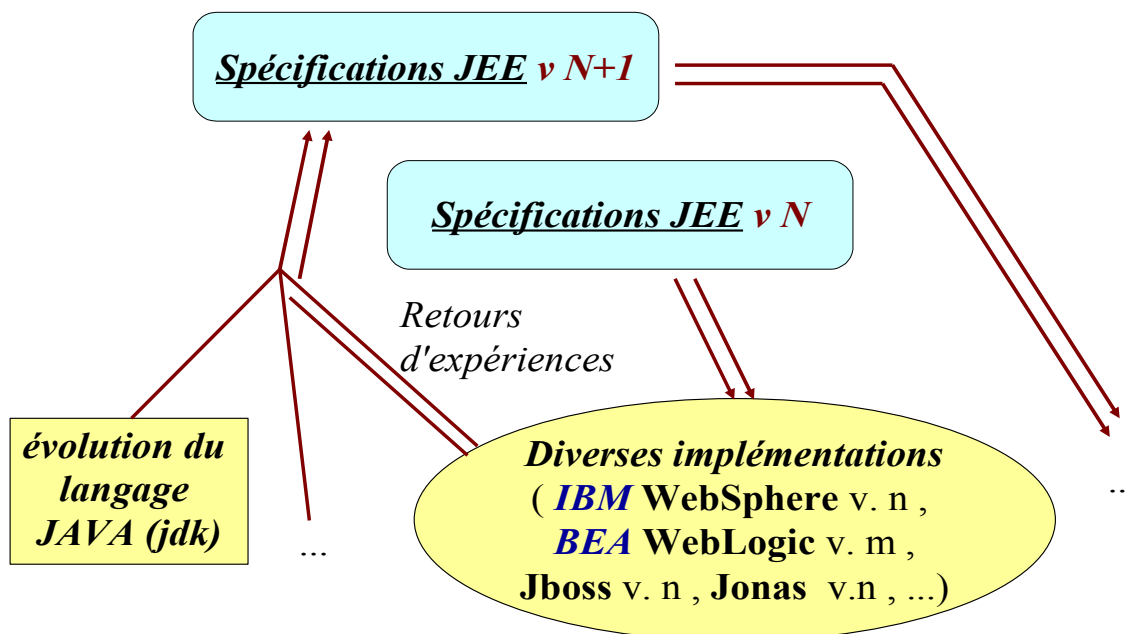 Spécifications JEE v N+1
Spécifications JEE v N
Retours
d'expériences
évolution du
langage
JAVA (jdk)
...
Diverses implémentations
( IBM WebSphere v. n ,
BEA WebLogic v. m ,
Jboss v. n , Jonas v.n , ...)
..